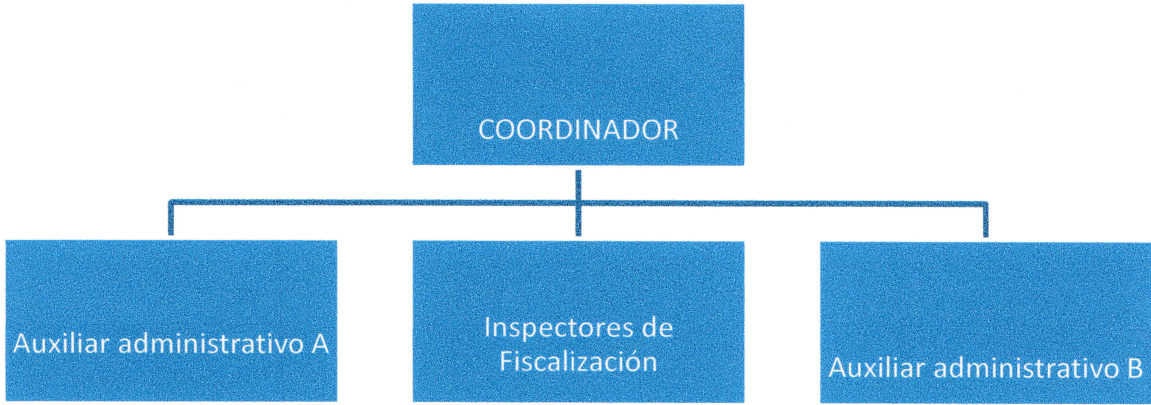 COORDINADOR
Auxiliar administrativo A
Inspectores de
Fiscalización
Auxiliar administrativo B